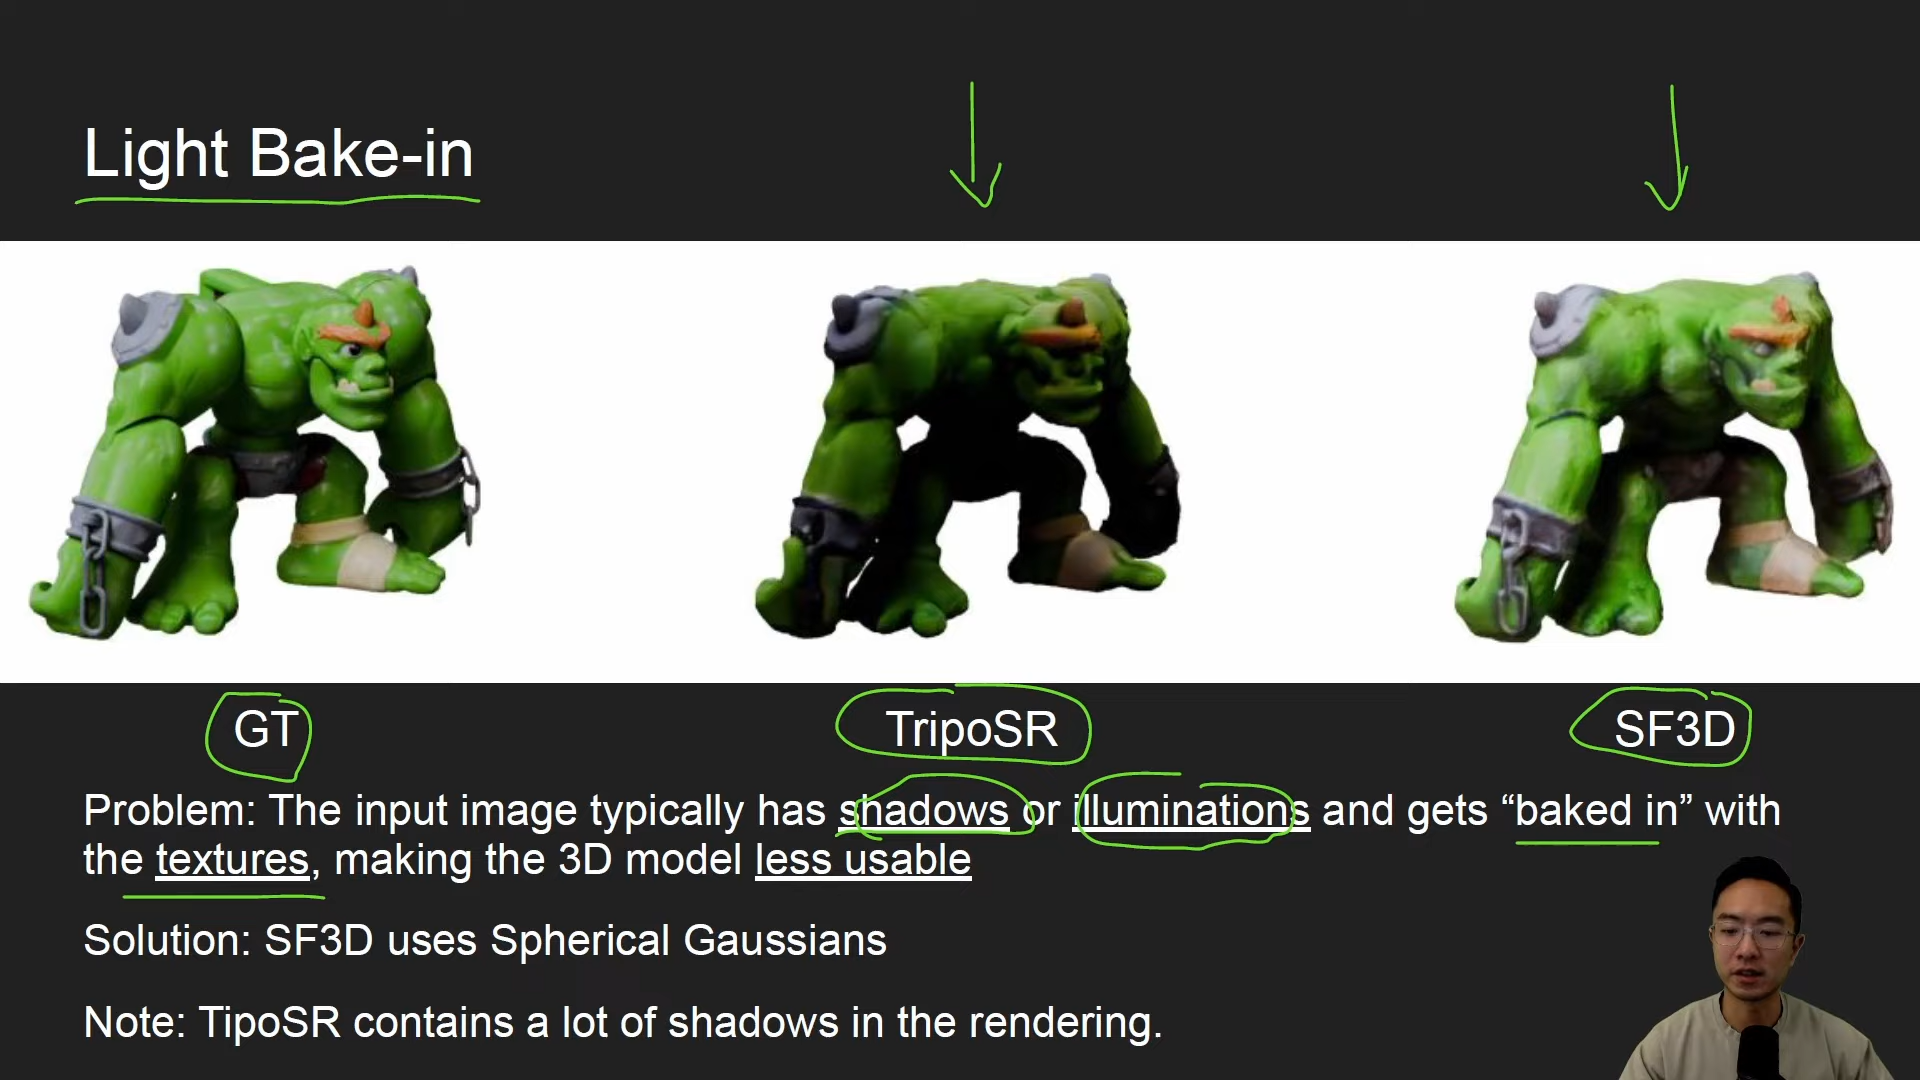 Light Bake-in
GT
TripoSR
SF3D
Problem: The input image typically has shadows or illuminations and gets “baked in” with
the textures, making the 3D model less usable
Solution: SF3D uses Spherical Gaussians
Note: TipoSR contains a lot of shadows in the rendering.